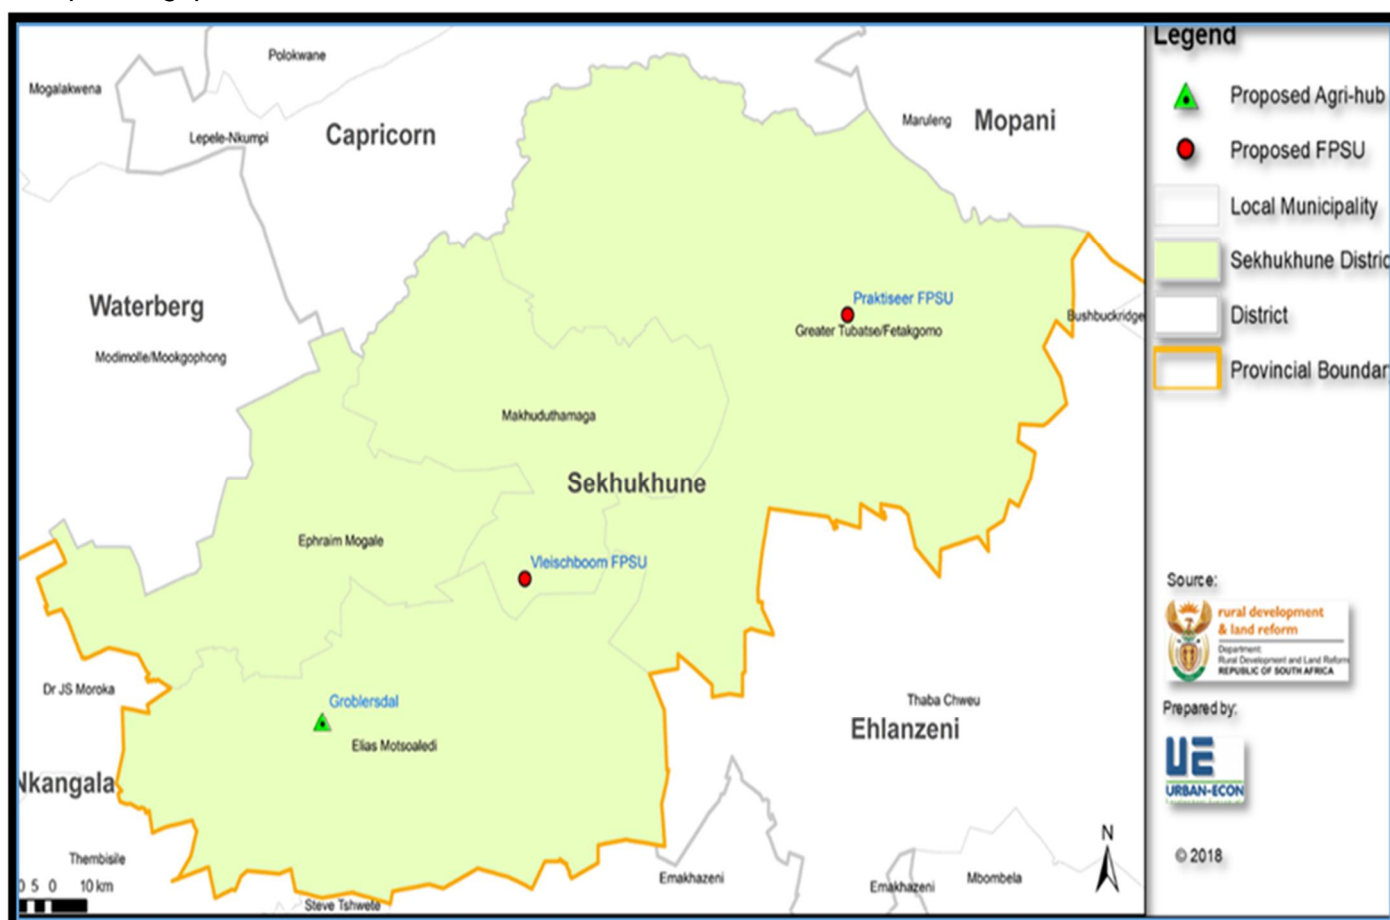 Polokwane
Mogalakwena
Lepele-Nkumpi
Capricorn
Maruleng
Mopani
Waterberg
Modimolle/Mookgophong
Praktiseer FPSU
Greater Tubatse/Fetakgomo
Bushbuckridge
Makhuduthamaga
Sekhukhune
Ephraim Mogale
Vleischboom FPSU
Dr JS Moroka
Groblersdal
Elias Motsoaledi
Thaba Chweu
Ehlanzeni
Nkangala
Thembisile
Emakhazeni
Emakhazeni
Mbombela
Steve Tshwete
0 5 0 10 km
N
Legend
Proposed Agri-hub
Proposed FPSU
Local Municipality
Sekhukhune Distric
District
Provincial Boundar
Source:
rural development
& land reform
Department:
Rural Development and Land Reform
REPUBLIC OF SOUTH AFRICA
Prepared by:
UE
URBAN-ECON
© 2018